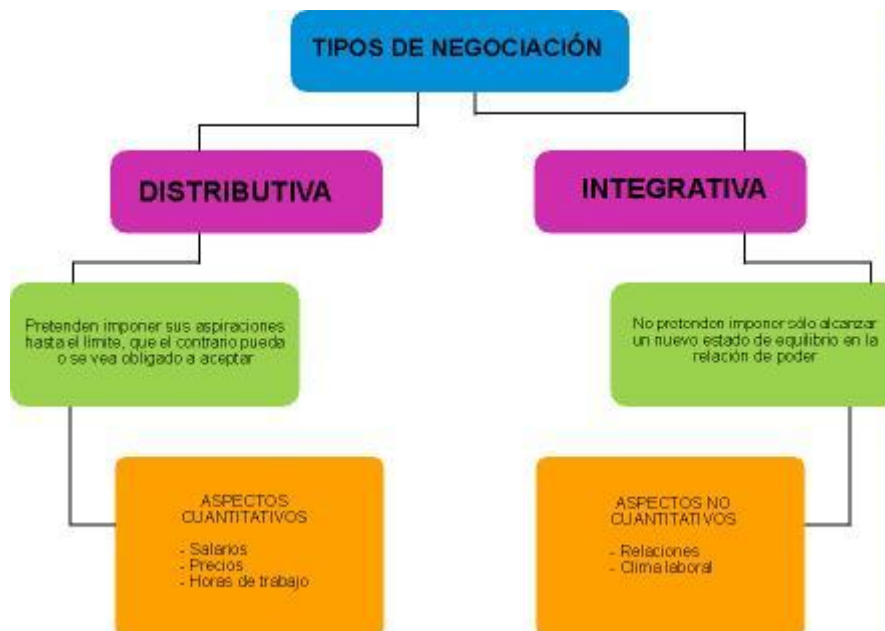 TIPOS DE NEGOCIACIÓN
DISTRIBUTIVA
Pretenden imponer sus aspiraciones
hasta el límite, que el contrario pueda
o se vea obligado a aceptar
ASPECTOS
CUANTITATIVOS
- Salarios
- Precios
- Horas de trabajo
INTEGRATIVA
No pretenden imponer sólo alcanzar
un nuevo estado de equilibrio en la
relación de poder
ASPECTOS NO
CUANTITATIVOS
- Relaciones
- Clima laboral